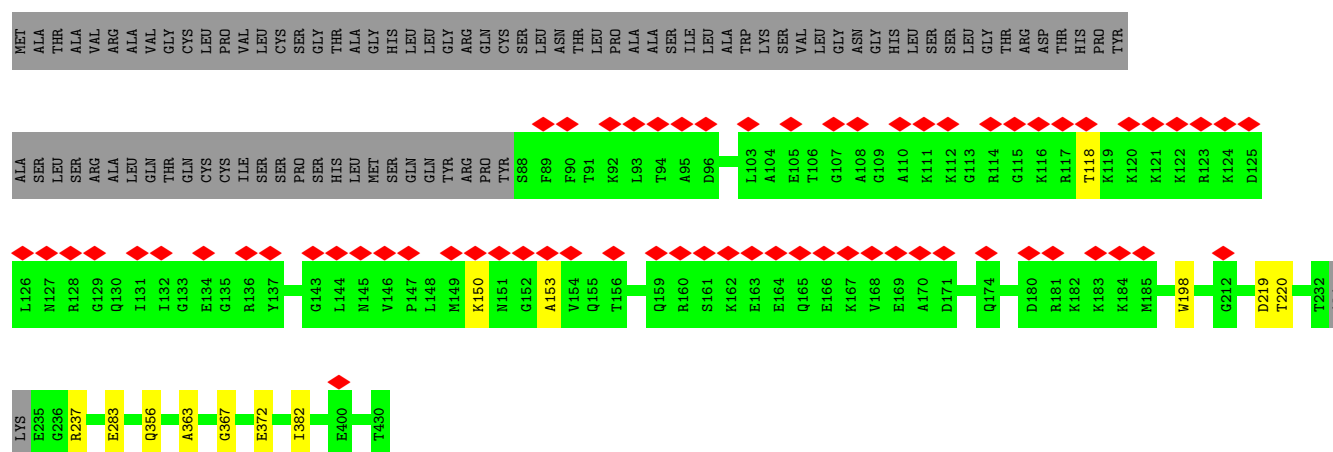 MET ALA THR ALA VAL ARG ALA VAL GLY CYS LEU PRO VAL LEU CYS SER GLY THR ALA GLY HIS LEU LEU GLY ARG GLN CYS SER LEU ASN THR LEU PRO ALA ALA SER ILE LEU ALA TRP LYS SER VAL LEU GLY ASN GLY HIS LEU SER SER LEU GLY THR ARG ASP THR HIS PRO TYR
ALA SER LEU SER ARG ALA LEU GLN THR GLN CYS CYS ILE SER SER PRO SER HIS LEU MET SER GLN GLN TYR ARG PRO TYR S88 F89 F90 T91 K92 L93 T94 A95 D96 L103 A104 E105 T106 G107 A108 G109 A110 K111 K112 G113 R114 G115 K116 R117 T118 K119 K120 K121 K122 R123 K124 D125
L126 N127 R128 G129 Q130 I131 I132 G133 E134 G135 R136 Y137 G143 L144 N145 V146 P147 L148 M149 K150 N151 G152 A153 V154 Q155 T156 Q159 R160 S161 K162 E163 E164 Q165 E166 K167 V168 E169 A170 D171 Q174 D180 R181 K182 K183 K184 M185 W198 G212 D219 T220 T232
LYS E235 G236 R237 E283 Q356 A363 G367 E372 I382 E400 T430